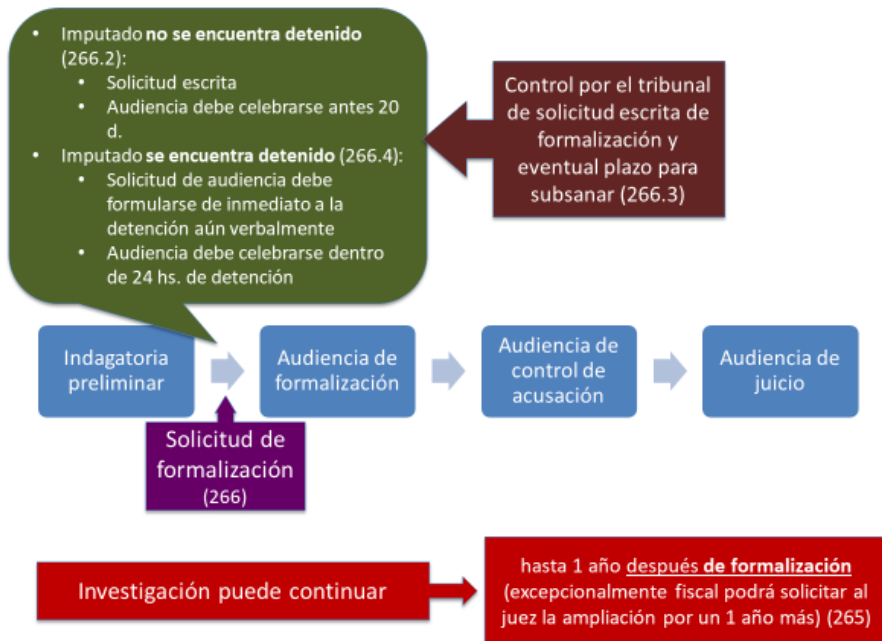 • Imputado no se encuentra detenido
(266.2):
• Solicitud escrita
• Audiencia debe celebrarse antes 20
d.
• Imputado se encuentra detenido (266.4):
• Solicitud de audiencia debe
formularse de inmediato a la
detención aún verbalmente
• Audiencia debe celebrarse dentro
de 24 hs. de detención
Control por el tribunal
de solicitud escrita de
formalización y
eventual plazo para
subsanar (266.3)
Indagatoria
preliminar
Audiencia de
formalización
Audiencia de
control de
acusación
Audiencia de
juicio
Solicitud de
formalización
(266)
Investigación puede continuar
hasta 1 año después de formalización
(excepcionalmente fiscal podrá solicitar al
juez la ampliación por un 1 año más) (265)